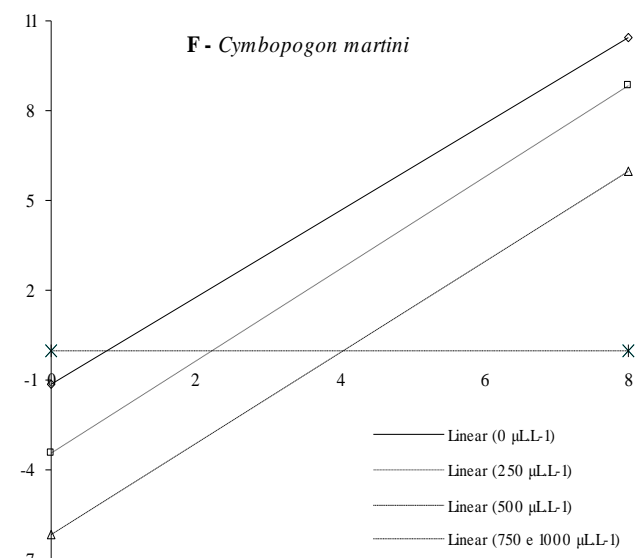 11
F - Cymbopogon martini
8
5
2
-1 0 2 4 6 8
Linear (0 µL.L-1)
-4
Linear (250 µL.L-1)
Linear (500 µL.L-1)
Linear (750 e 1000 µL.L-1)
-7